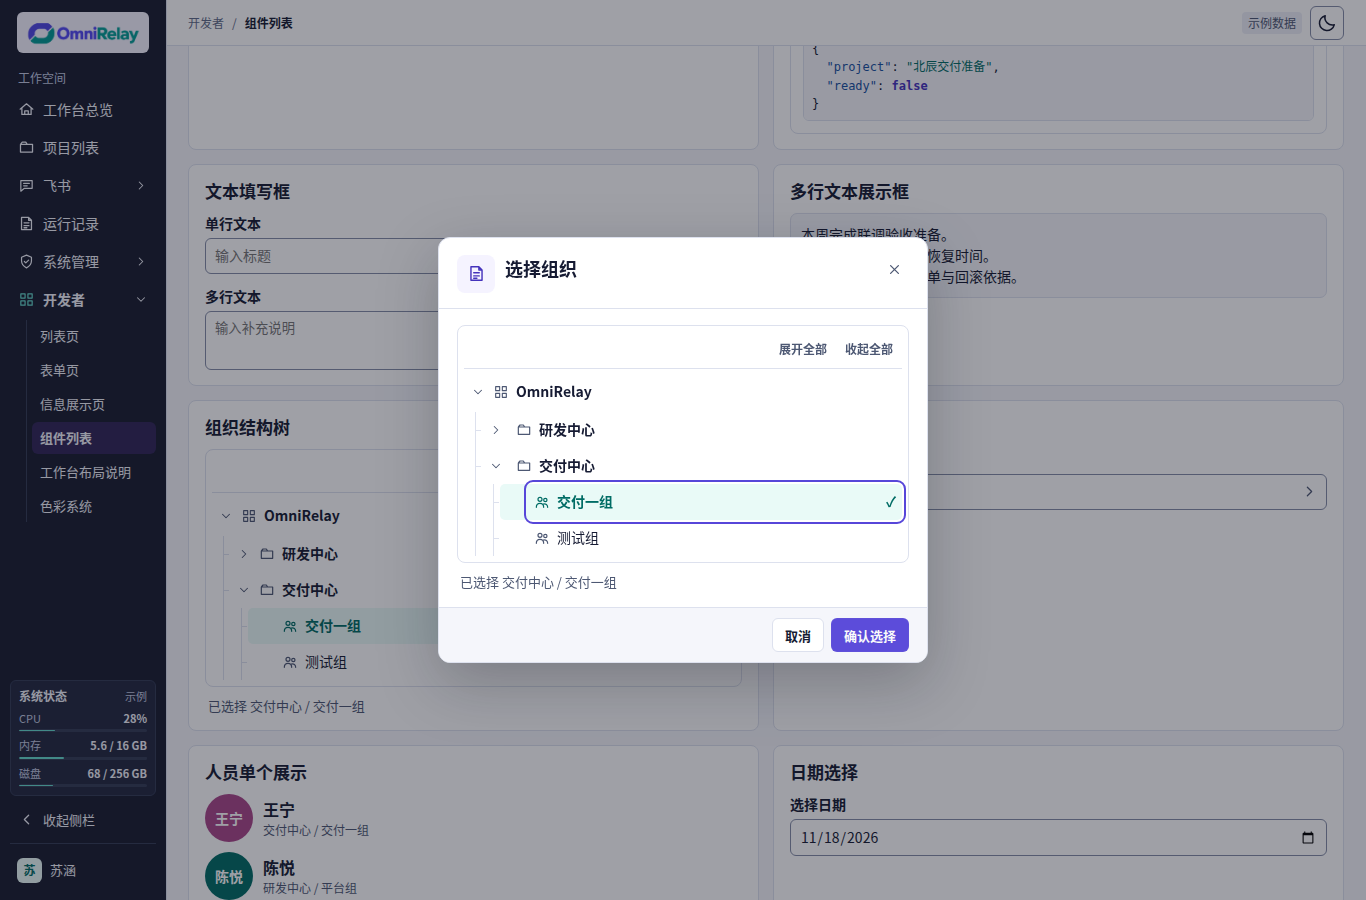 OmniRelay
工作空间
工作台总览
项目列表
飞书
运行记录
系统管理
开发者
列表页
表单页
信息展示页
组件列表
工作台布局说明
色彩系统
系统状态 示例
CPU 28%
内存 5.6 / 16 GB
磁盘 68 / 256 GB
收起侧栏
苏 苏涵
开发者 / 组件列表
示例数据
{
"project": "北辰交付准备",
"ready": false
}
文本填写框
单行文本
输入标题
多行文本
输入补充说明
多行文本展示框
本周完成联调验收准备。
恢复时间。
单与回滚依据。
组织结构树
OmniRelay
研发中心
交付中心
交付一组
测试组
已选择 交付中心 / 交付一组
选择组织
展开全部 收起全部
OmniRelay
研发中心
交付中心
交付一组 ✓
测试组
已选择 交付中心 / 交付一组
取消 确认选择
人员单个展示
王宁 王宁
交付中心 / 交付一组
陈悦 陈悦
研发中心 / 平台组
日期选择
选择日期
11/18/2026